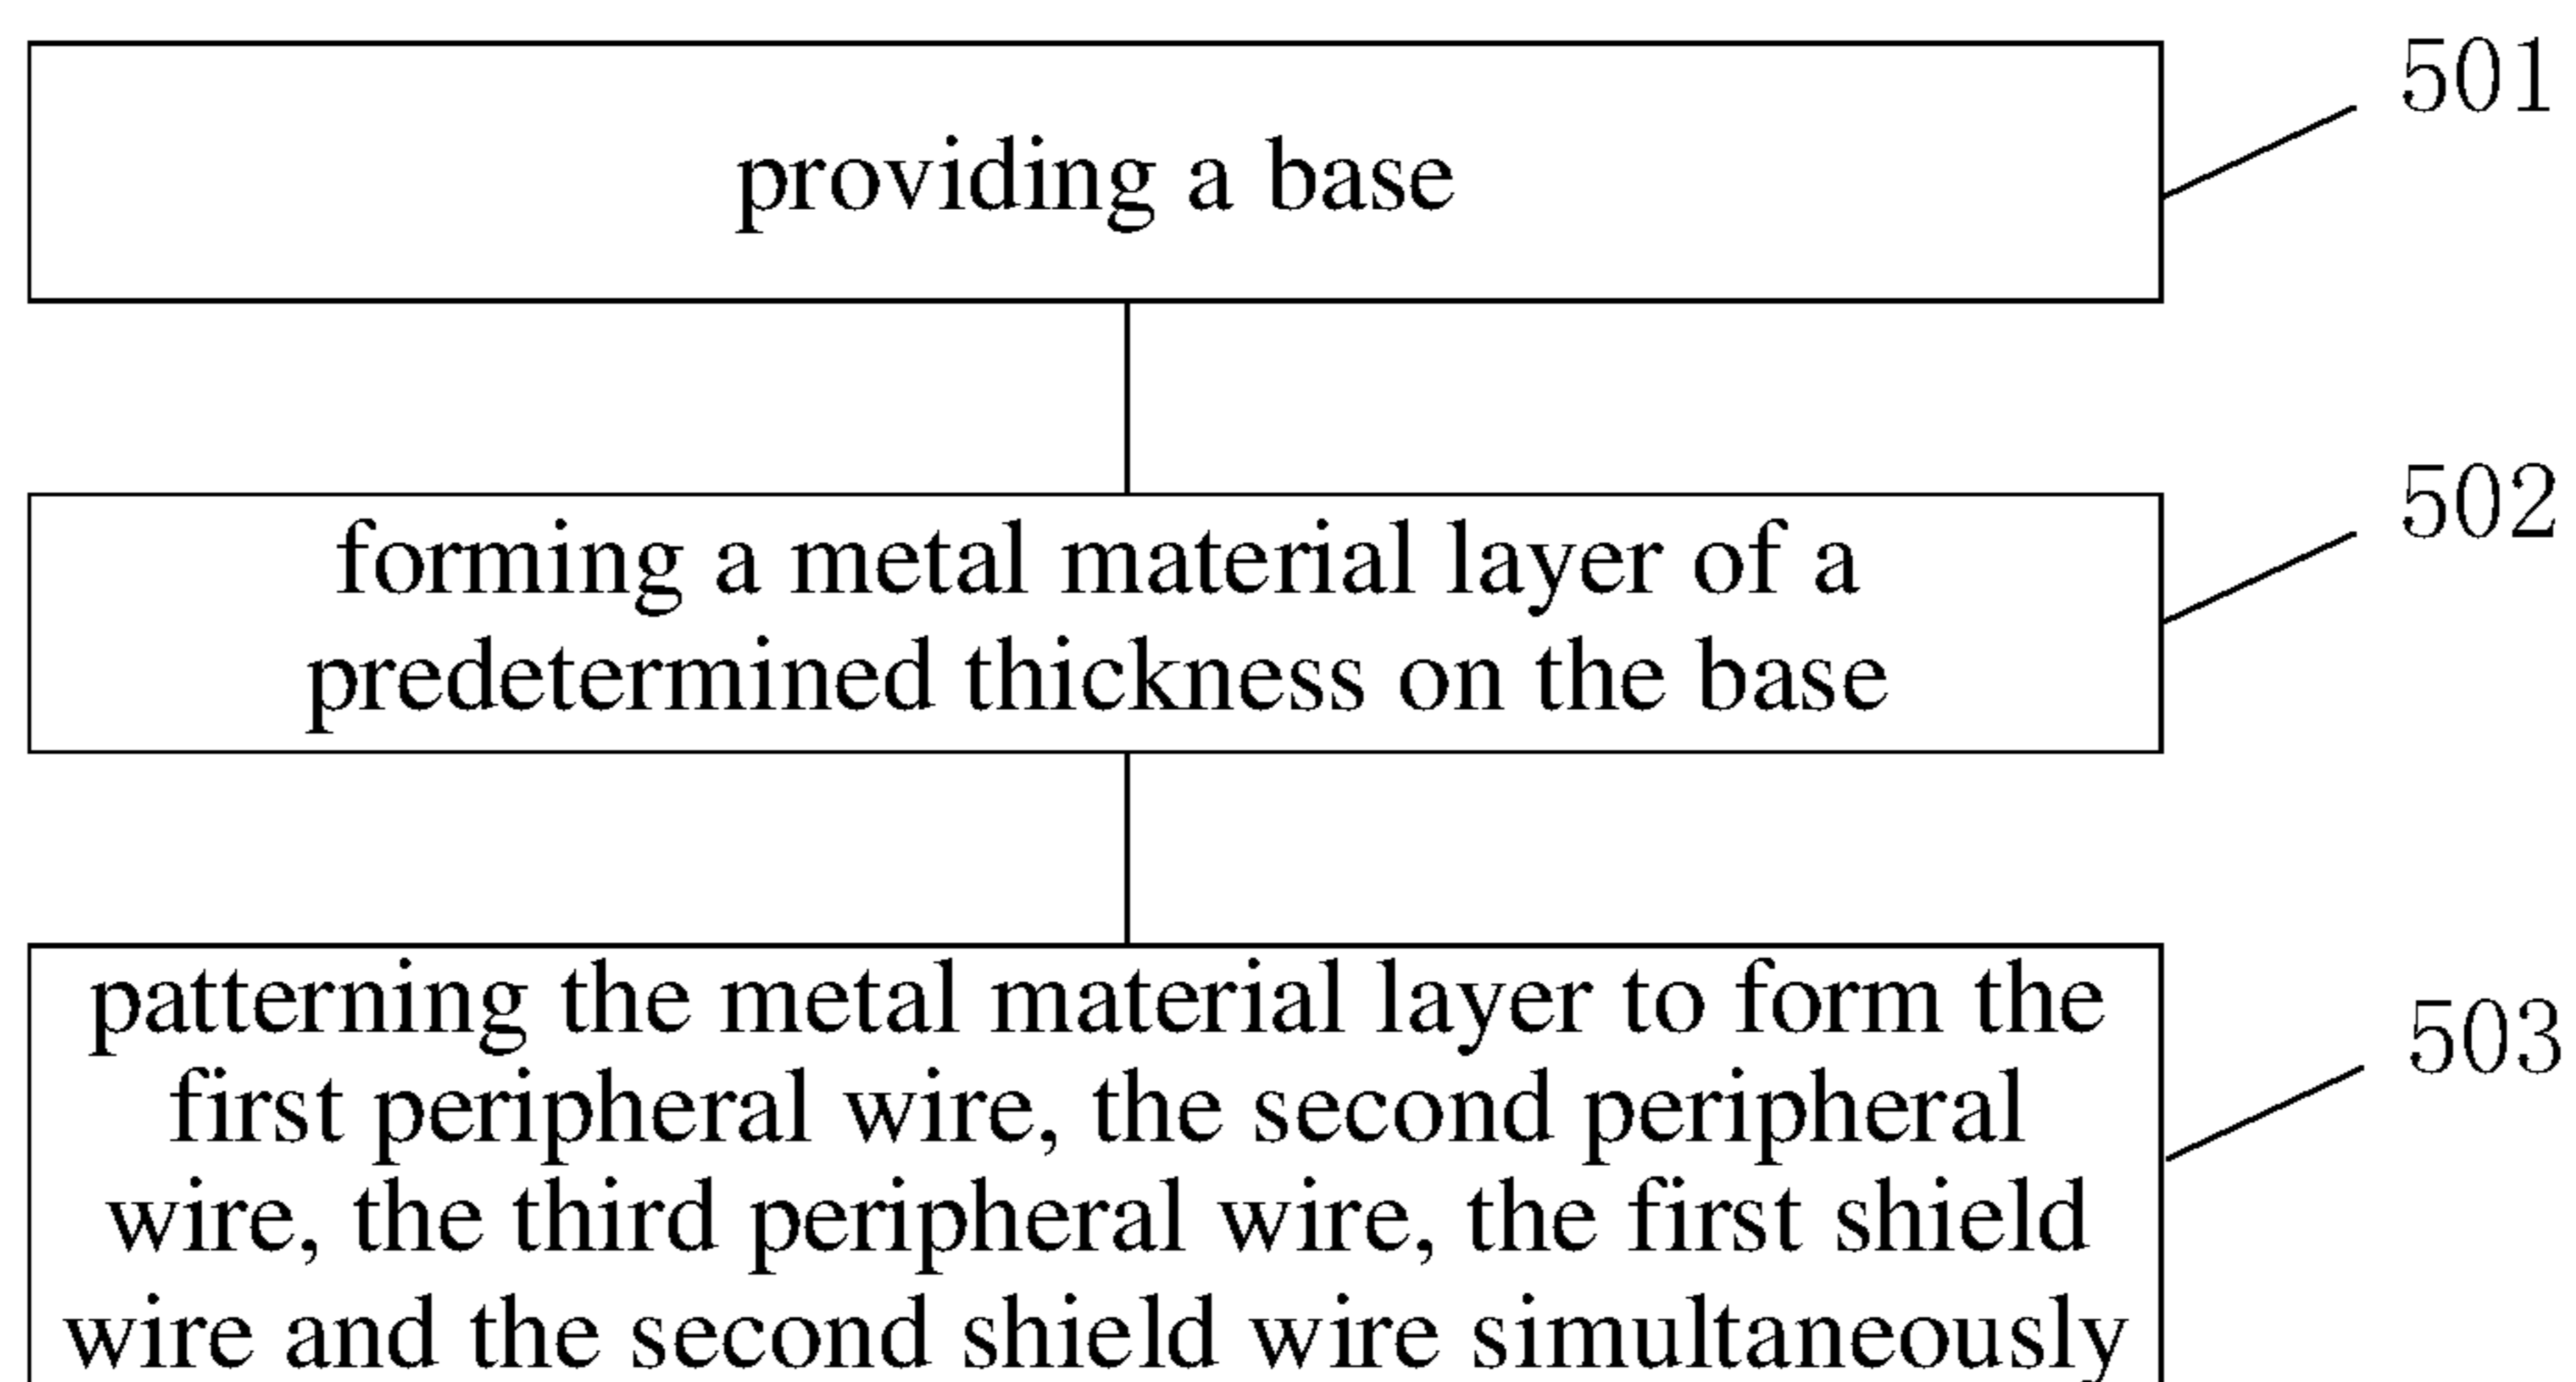 501
providing a base
502
forming a metal material layer of a
predetermined thickness on the base
patterning the metal material layer to form the
503
first peripheral wire, the second peripheral
wire, the third peripheral wire, the first shield
wire and the second shield wire simultaneously